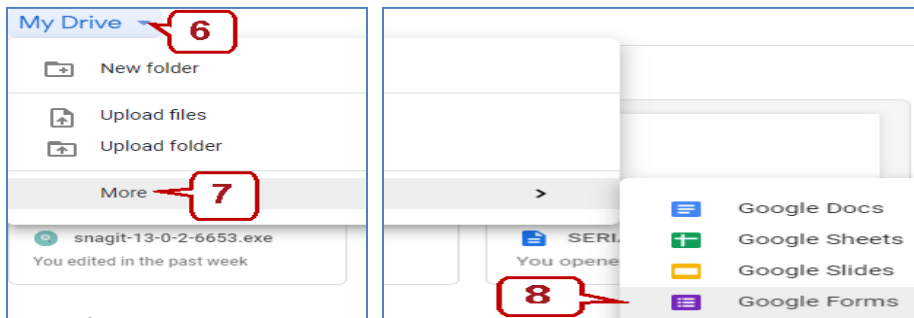 My Drive
6
New folder
Upload files
Upload folder
More
7
>
snagit-13-0-2-6653.exe
You edited in the past week
SERI
You opene
Google Docs
Google Sheets
Google Slides
8
Google Forms